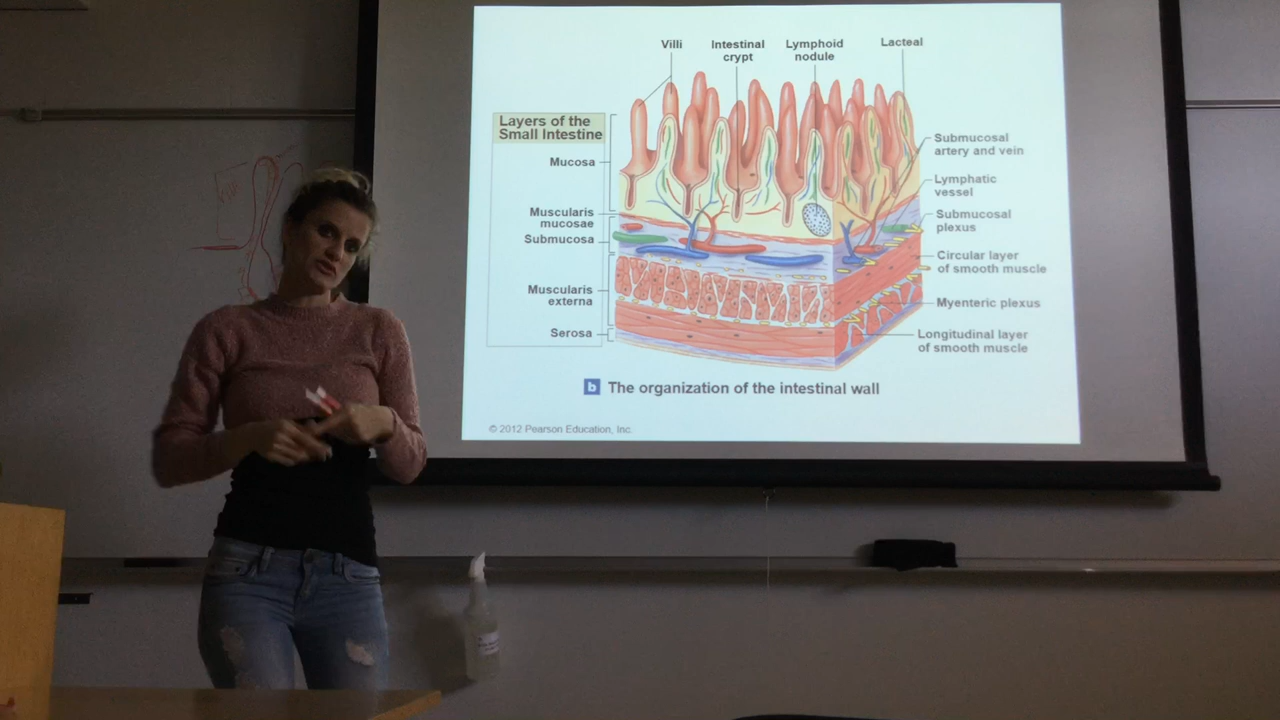 Villi
Intestinal
crypt
Lymphoid
nodule
Lacteal
Layers of the
Small Intestine
Mucosa
Muscularis
mucosae
Submucosa
Muscularis
externa
Serosa
Submucosal
artery and vein
Lymphatic
vessel
Submucosal
plexus
Circular layer
of smooth muscle
Myenteric plexus
Longitudinal layer
of smooth muscle
b The organization of the intestinal wall
© 2012 Pearson Education, Inc.